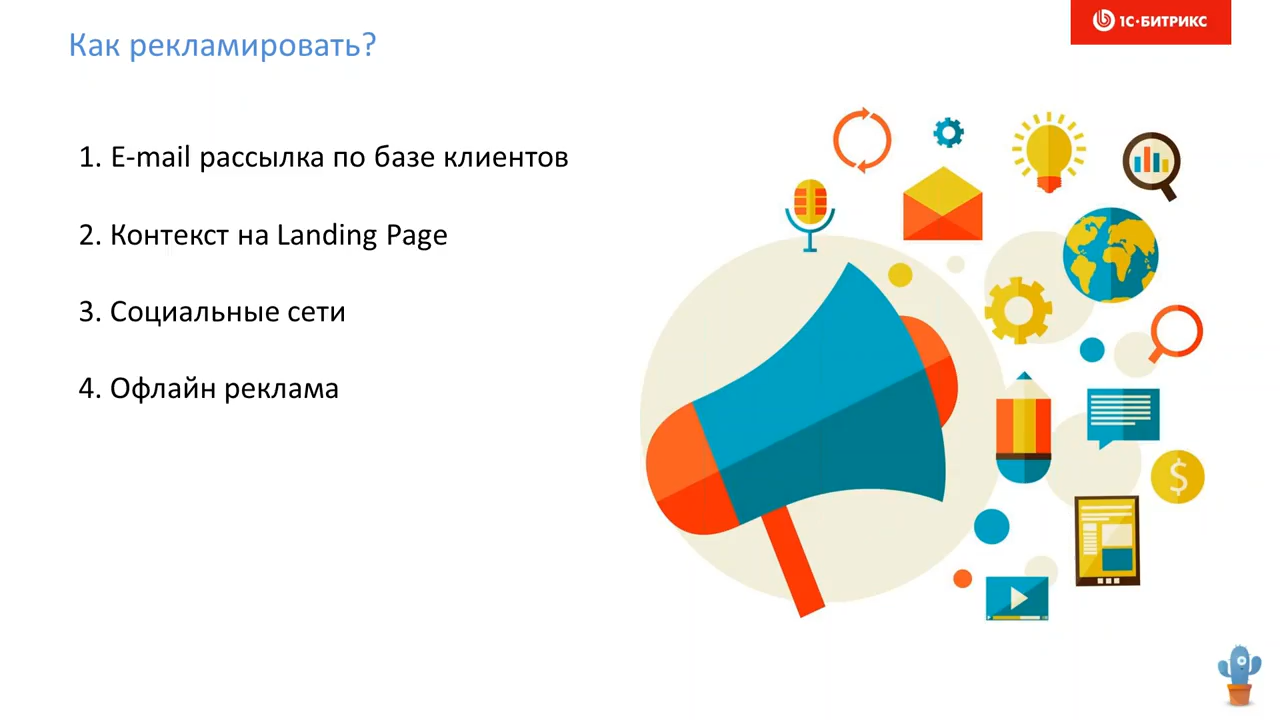 Как рекламировать?
1С·БИТРИКС
1. E-mail рассылка по базе клиентов
2. Контекст на Landing Page
3. Социальные сети
4. Офлайн реклама
$